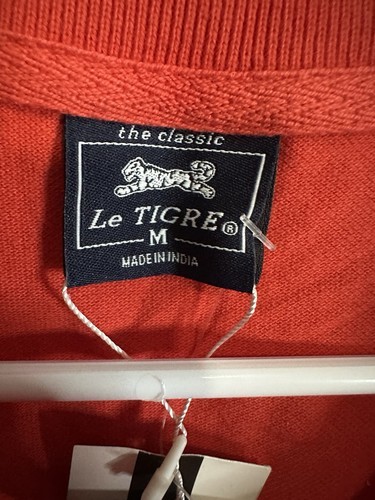 the classic
Le TIGRE®
M
MADE IN INDIA